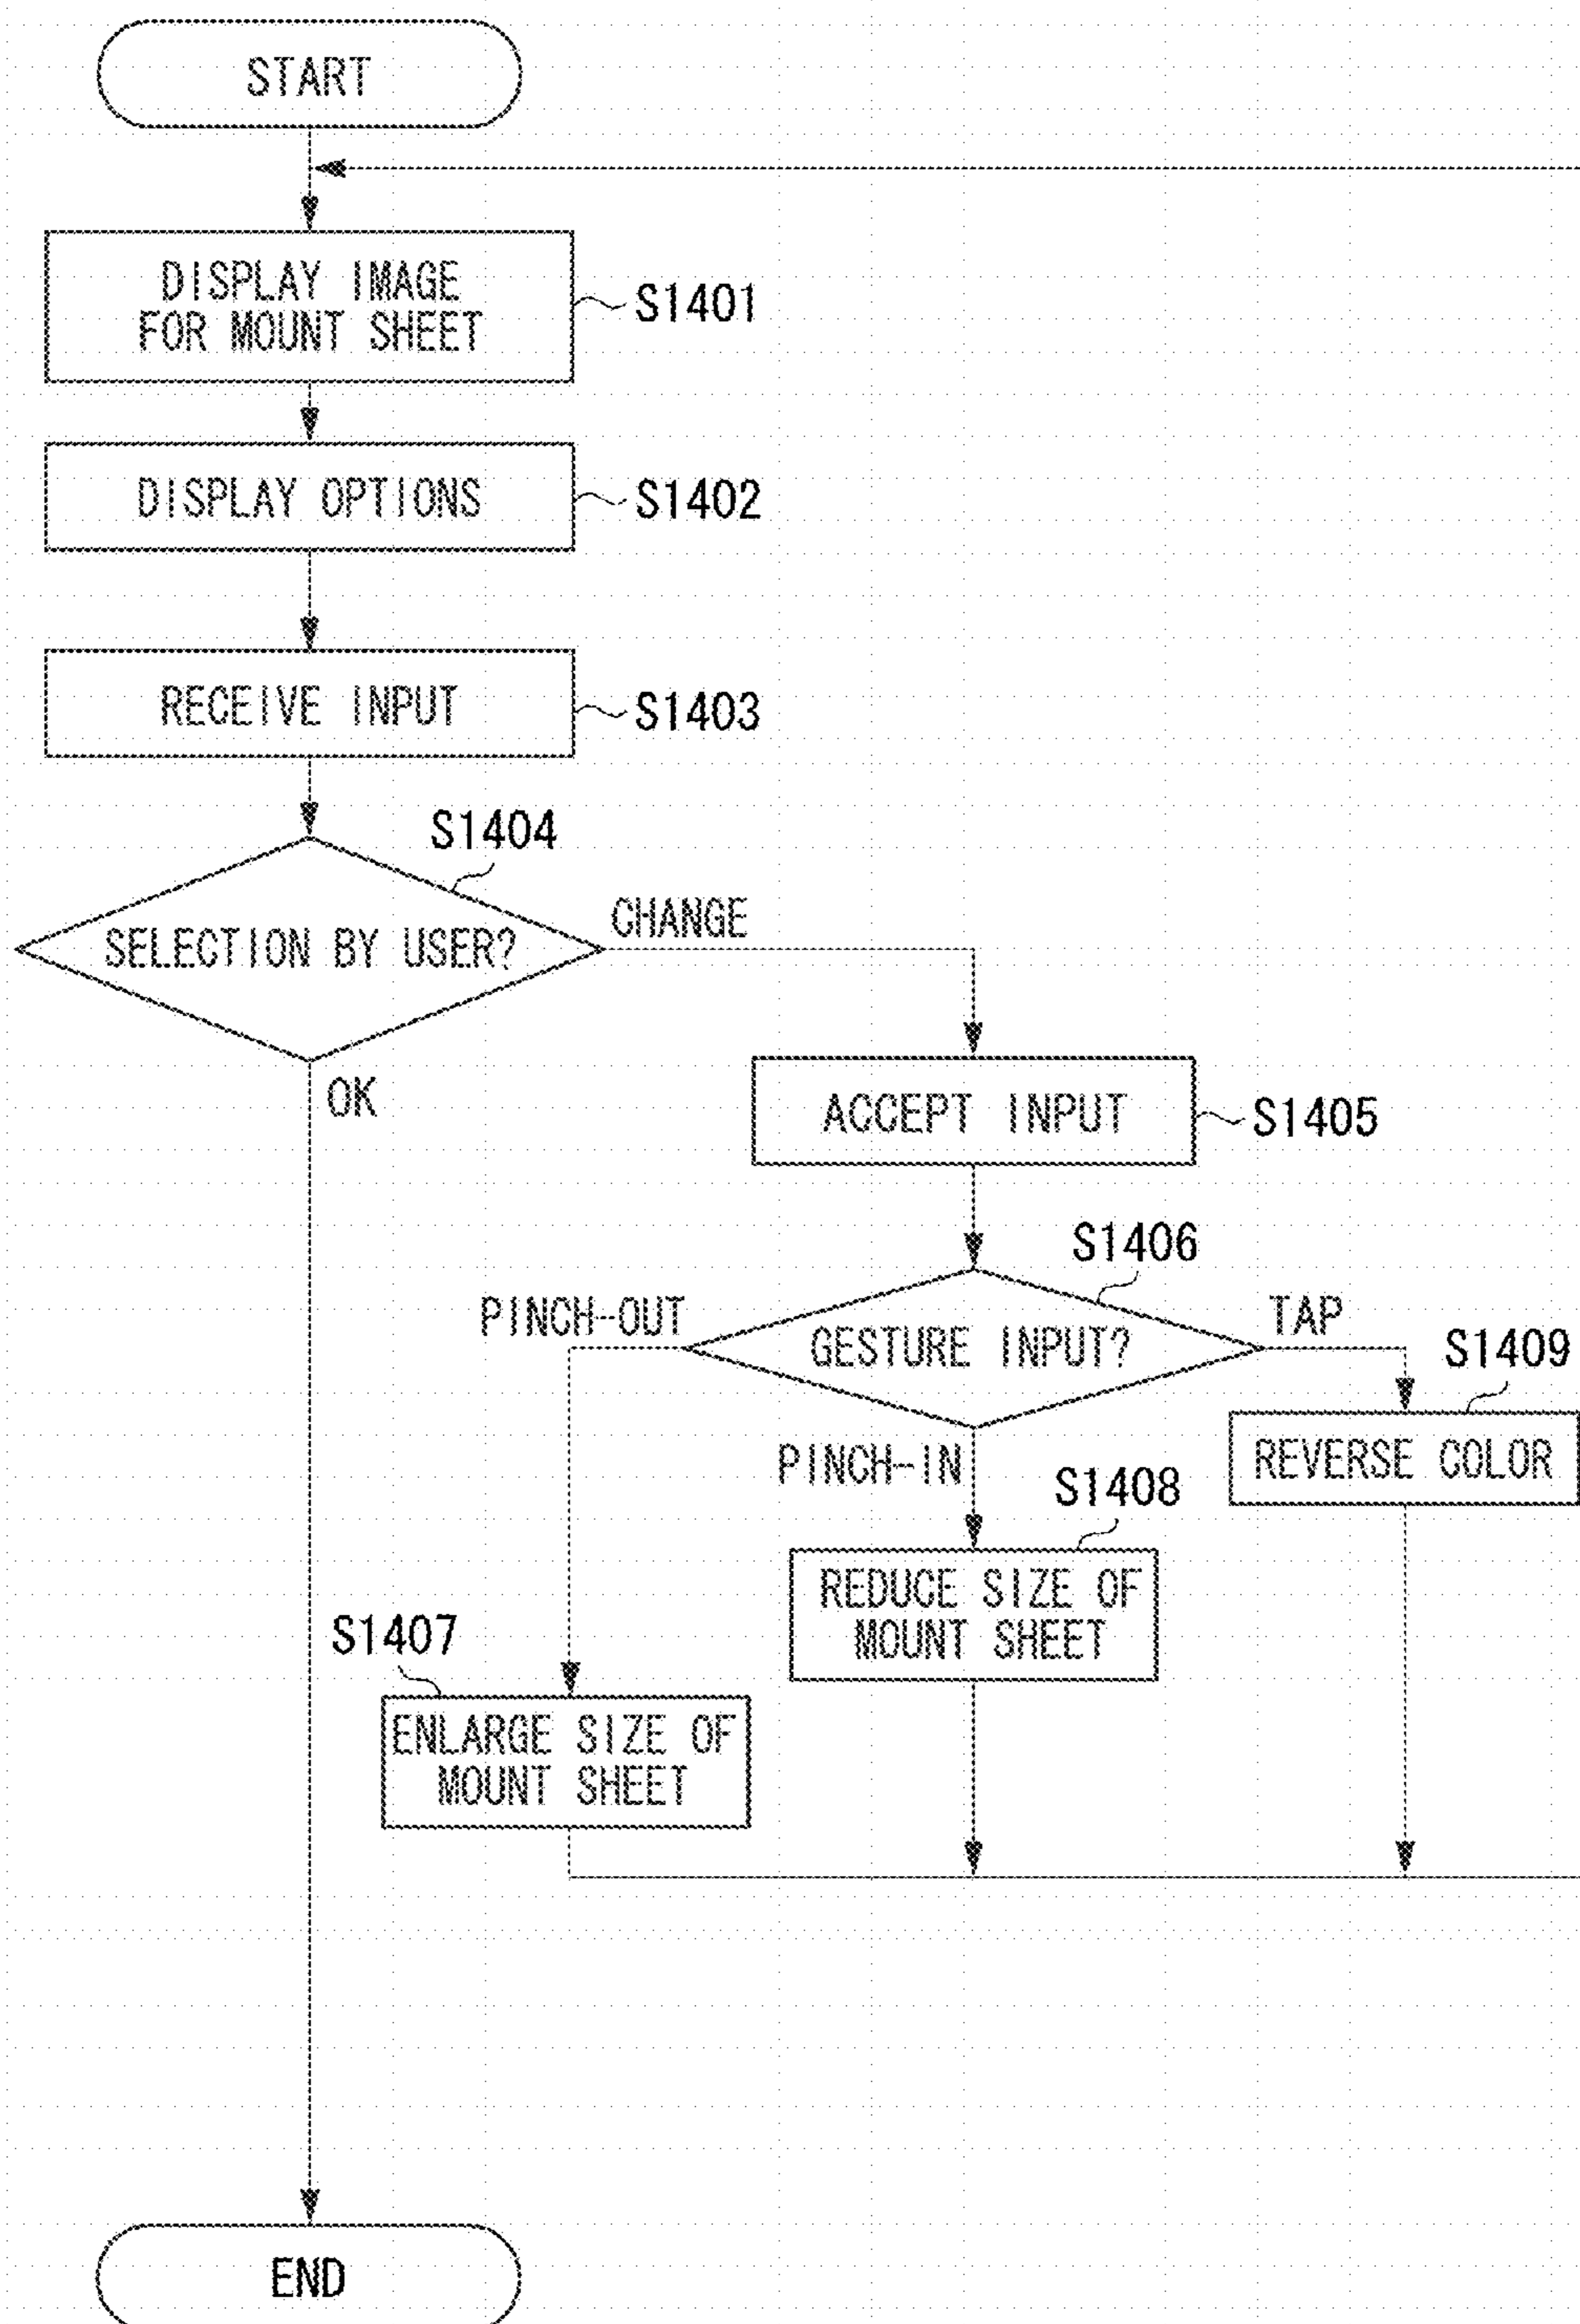 START
DISPLAY IMAGE
FOR MOUNT SHEET
S1401
DISPLAY OPTIONS
S1402
RECEIVE INPUT
S1403
S1404
SELECTION BY USER?
CHANGE
OK
ACCEPT INPUT
S1405
S1406
GESTURE INPUT?
PINCH-OUT
TAP
PINCH-IN
S1409
REVERSE COLOR
S1408
REDUCE SIZE OF
MOUNT SHEET
S1407
ENLARGE SIZE OF
MOUNT SHEET
END